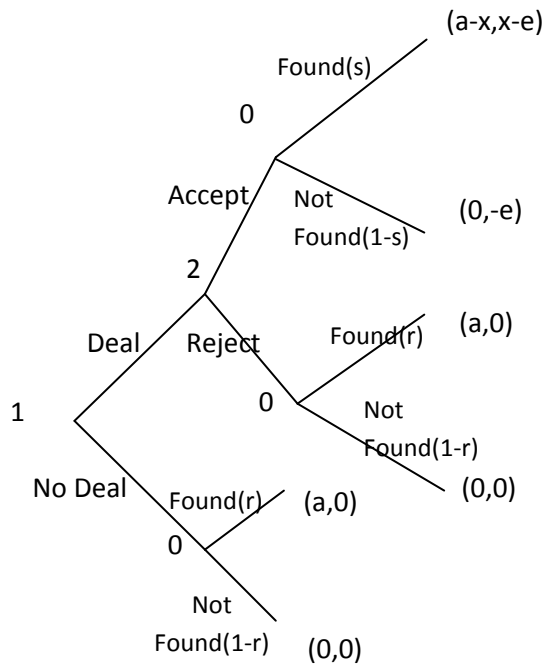 (a-x,x-e)
Found(s)
0
Accept
Not
Found(1-s)
(0,-e)
2
Deal
Reject
Found(r)
(a,0)
0
Not
Found(1-r)
(0,0)
1
No Deal
Found(r)
(a,0)
0
Not
Found(1-r)
(0,0)